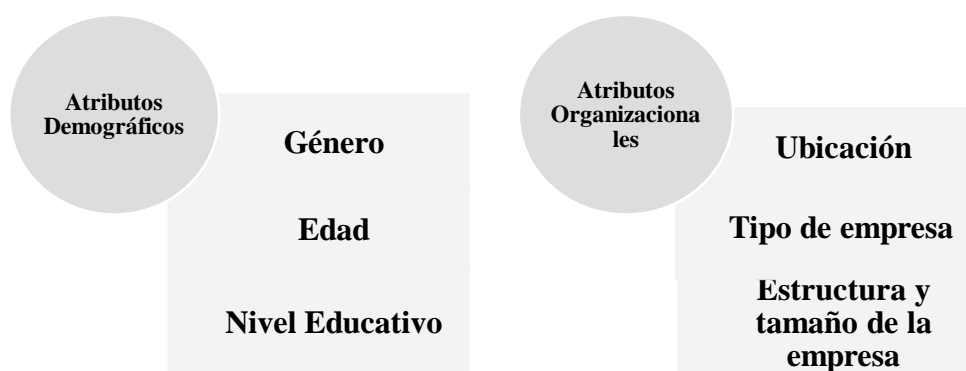 Atributos
Demográficos
Género
Edad
Nivel Educativo
Atributos
Organizaciona
les
Ubicación
Tipo de empresa
Estructura y
tamaño de la
empresa